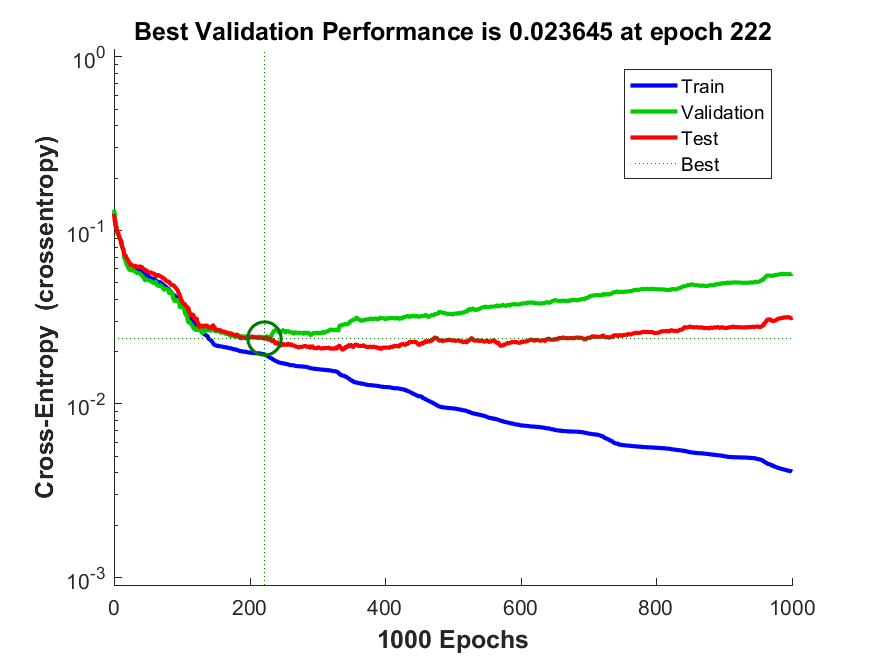 Best Validation Performance is 0.023645 at epoch 222
10^0
10^-1
10^-2
10^-3
Cross-Entropy (crossentropy)
Train
Validation
Test
Best
0 200 400 600 800 1000
1000 Epochs